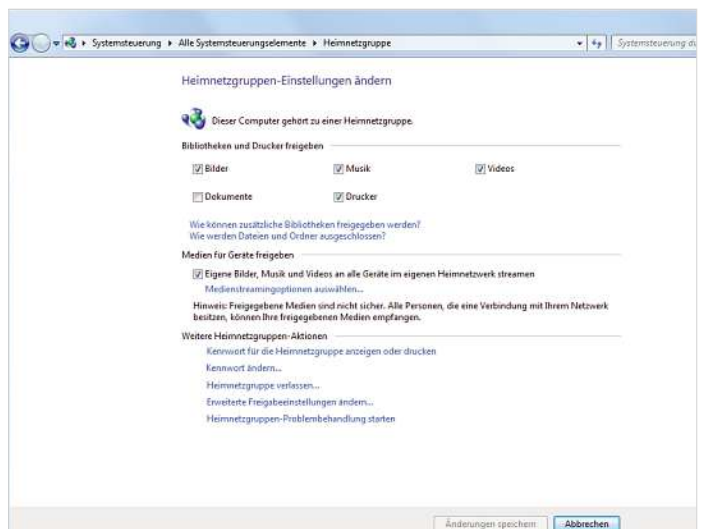 Systemsteuerung ▸ Alle Systemsteuerungselemente ▸ Heimnetzgruppe
Systemsteuerung du
Heimnetzgruppen-Einstellungen ändern
Dieser Computer gehört zu einer Heimnetzgruppe.
Bibliotheken und Drucker freigeben
Bilder Musik Videos
Dokumente Drucker
Wie können zusätzliche Bibliotheken freigegeben werden?
Wie werden Dateien und Ordner ausgeschlossen?
Medien für Geräte freigeben
Eigene Bilder, Musik und Videos an alle Geräte im eigenen Heimnetzwerk streamen
Medienstreamingoptionen auswählen...
Hinweis: Freigegebene Medien sind nicht sicher. Alle Personen, die eine Verbindung mit Ihrem Netzwerk
besitzen, können Ihre freigegebenen Medien empfangen.
Weitere Heimnetzgruppen-Aktionen
Kennwort für die Heimnetzgruppe anzeigen oder drucken
Kennwort ändern...
Heimnetzgruppe verlassen...
Erweiterte Freigabeeinstellungen ändern...
Heimnetzgruppen-Problembehandlung starten
Änderungen speichern Abbrechen